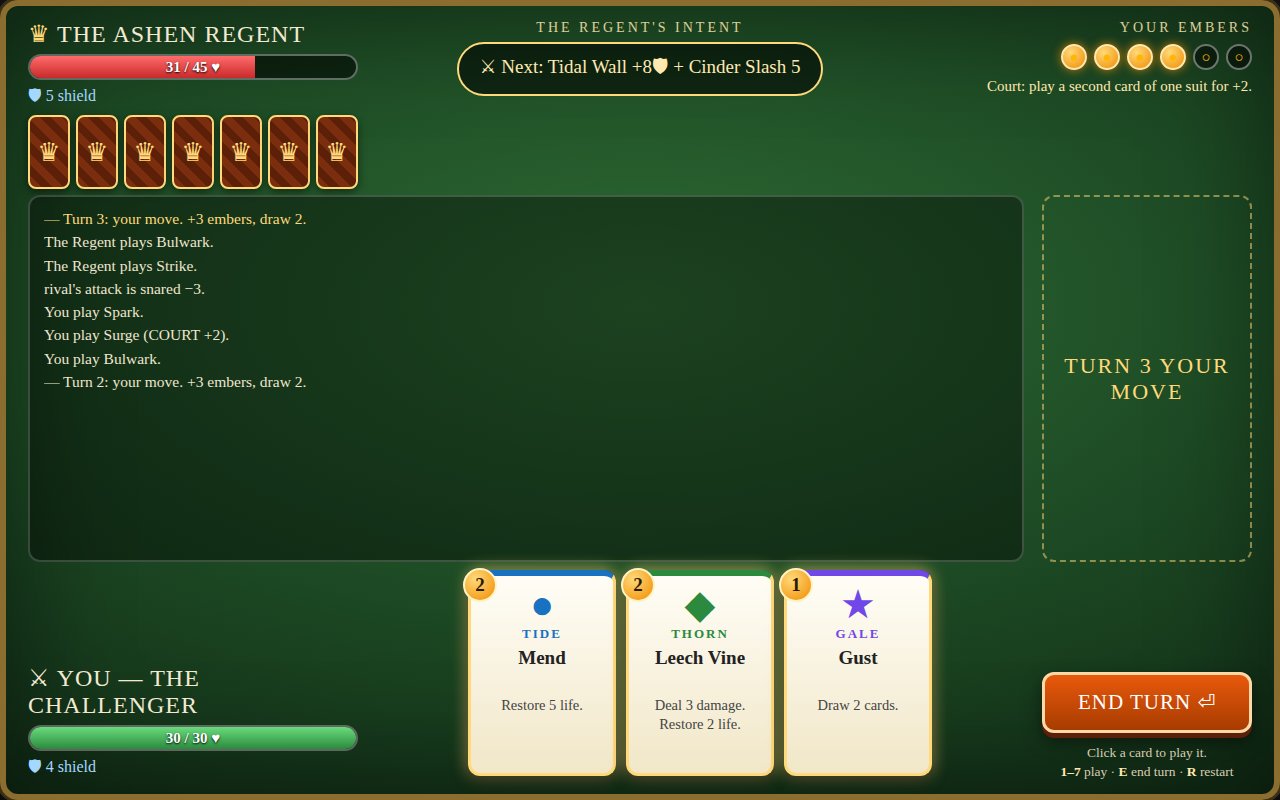 ♛ THE ASHEN REGENT
31 / 45 ♥
5 shield
THE REGENT'S INTENT
⚔ Next: Tidal Wall +8🛡 + Cinder Slash 5
YOUR EMBERS
Court: play a second card of one suit for +2.
— Turn 3: your move. +3 embers, draw 2.
The Regent plays Bulwark.
The Regent plays Strike.
rival's attack is snared −3.
You play Spark.
You play Surge (COURT +2).
You play Bulwark.
— Turn 2: your move. +3 embers, draw 2.
TURN 3 YOUR
MOVE
2
TIDE
Mend
Restore 5 life.
2
THORN
Leech Vine
Deal 3 damage.
Restore 2 life.
1
GALE
Gust
Draw 2 cards.
⚔ YOU — THE
CHALLENGER
30 / 30 ♥
4 shield
END TURN ⏎
Click a card to play it.
1–7 play · E end turn · R restart